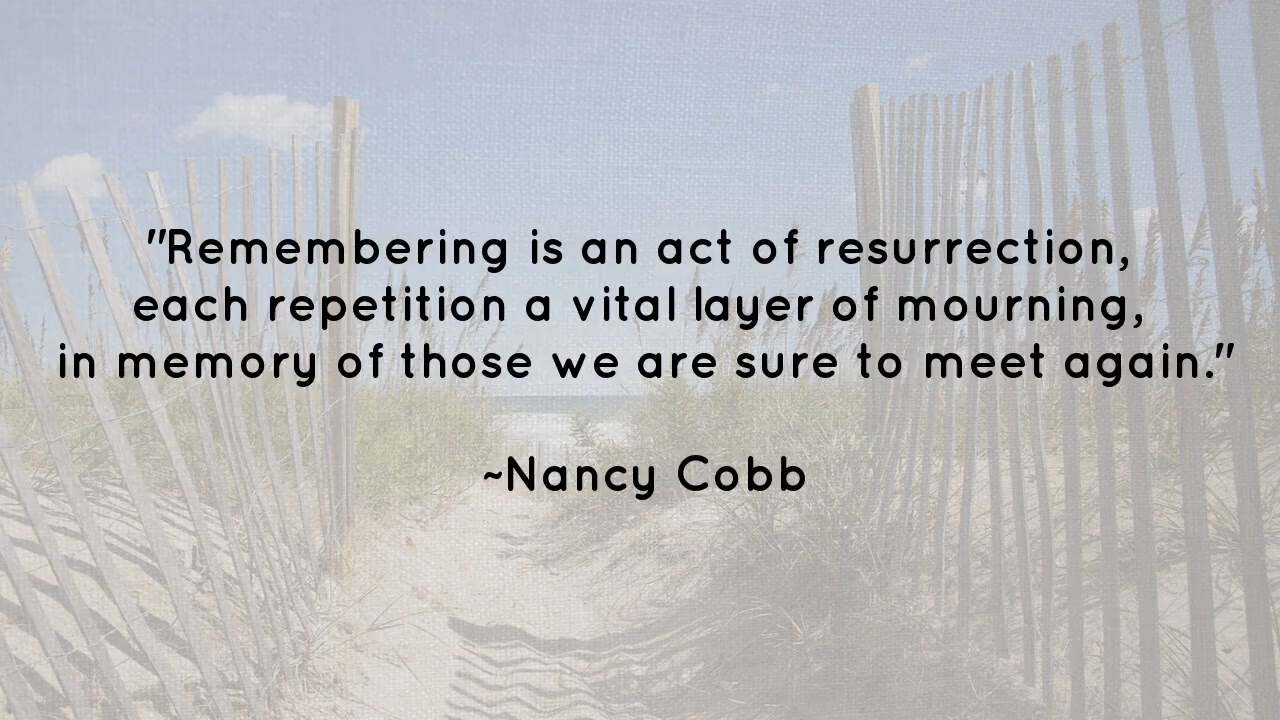 "Remembering is an act of resurrection,
each repetition a vital layer of mourning,
in memory of those we are sure to meet again."
~Nancy Cobb